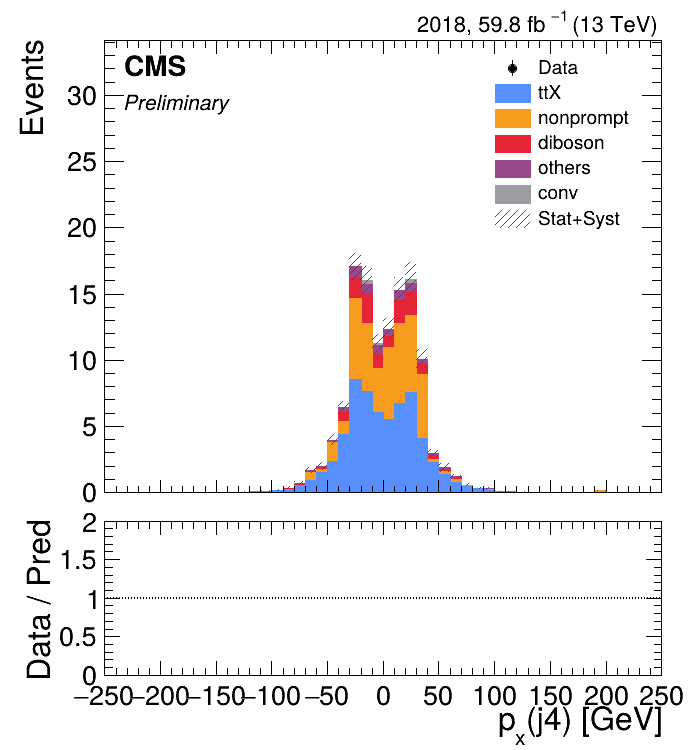 2018, 59.8 fb⁻¹ (13 TeV)
CMS
Preliminary
Events
Data
ttX
nonprompt
diboson
others
conv
Stat+Syst
30
25
20
15
10
5
0
Data / Pred
2
1.5
1
0.5
0
−250 −200 −150 −100 −50 0 50 100 150 200 250
pₓ(j4) [GeV]